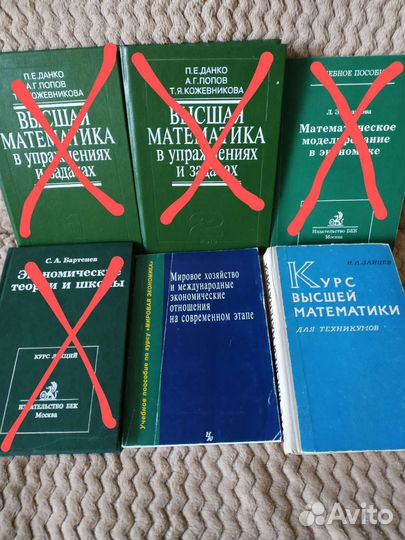 П.Е.ДАНКО
А.Г.ПОПОВ
КОЖЕВНИКОВА
ВЫСШАЯ
МАТЕМАТИКА
в упражнениях
и задачах
П.Е.ДАНКО
А.Г.ПОПОВ
Т.Я.КОЖЕВНИКОВА
ВЫСШАЯ
МАТЕМАТИКА
в упражнениях
и задачах
УЧЕБНОЕ ПОСОБИЕ
Математическое
моделирование
в экономике
Издательство БЕК
Москва
С. А. Бартенев
Экономические
теории и школы
КУРС ЛЕКЦИЙ
ИЗДАТЕЛЬСТВО БЕК
Москва
Учебное пособие по курсу «МИРОВАЯ ЭКОНОМИКА»
Мировое хозяйство
и международные
экономические
отношения
на современном этапе
И.Л.ЗАЙЦЕВ
КУРС
ВЫСШЕЙ
МАТЕМАТИКИ
ДЛЯ ТЕХНИКУМОВ
Avito